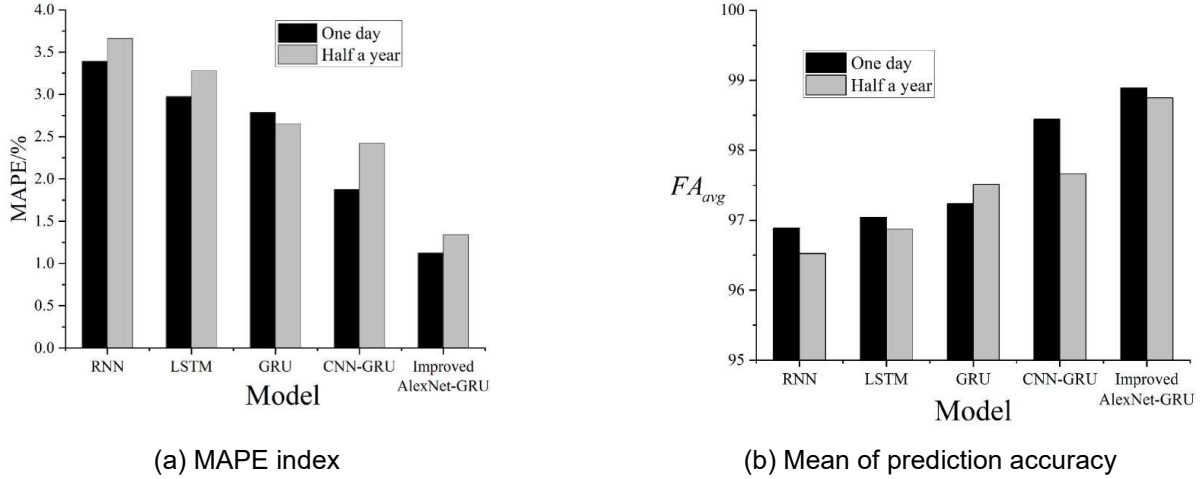 4.0
3.5
3.0
2.5
2.0
1.5
1.0
0.5
0.0
MAPE/%
One day
Half a year
RNN LSTM GRU CNN-GRU Improved
AlexNet-GRU
Model
(a) MAPE index
100
99
98
97
96
95
FAavg
One day
Half a year
RNN LSTM GRU CNN-GRU Improved
AlexNet-GRU
Model
(b) Mean of prediction accuracy